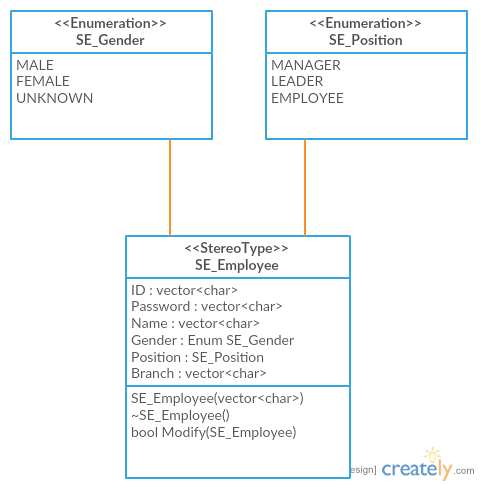 <<Enumeration>>
SE_Gender
MALE
FEMALE
UNKNOWN
<<Enumeration>>
SE_Position
MANAGER
LEADER
EMPLOYEE
<<StereoType>>
SE_Employee
ID : vector<char>
Password : vector<char>
Name : vector<char>
Gender : Enum SE_Gender
Position : SE_Position
Branch : vector<char>
SE_Employee(vector<char>)
~SE_Employee()
bool Modify(SE_Employee)
esign] creately.com